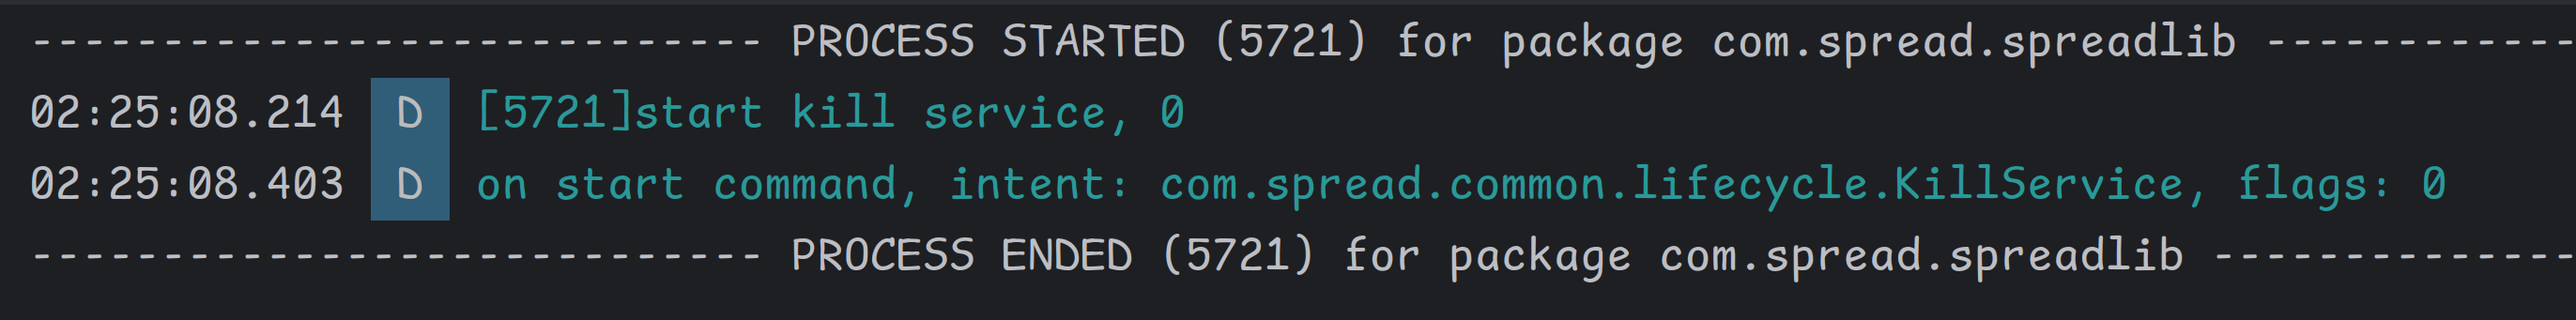 ---------------------------- PROCESS STARTED (5721) for package com.spread.spreadlib ------------
02:25:08.214 D [5721]start kill service, 0
02:25:08.403 D on start command, intent: com.spread.common.lifecycle.KillService, flags: 0
---------------------------- PROCESS ENDED (5721) for package com.spread.spreadlib --------------